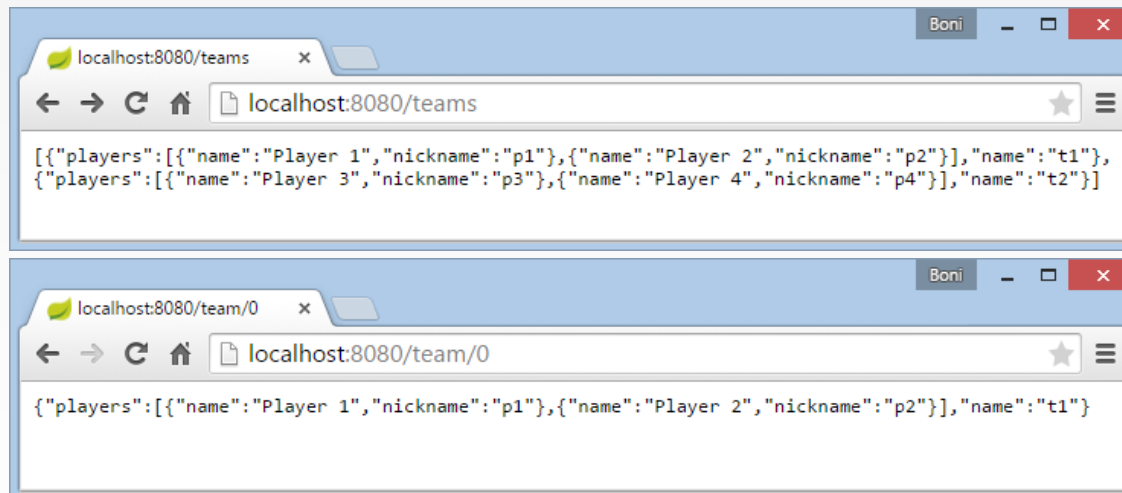 Boni
localhost:8080/teams
localhost:8080/teams
[{"players":[{"name":"Player 1","nickname":"p1"},{"name":"Player 2","nickname":"p2"}],"name":"t1"},
{"players":[{"name":"Player 3","nickname":"p3"},{"name":"Player 4","nickname":"p4"}],"name":"t2"}]
Boni
localhost:8080/team/0
localhost:8080/team/0
{"players":[{"name":"Player 1","nickname":"p1"},{"name":"Player 2","nickname":"p2"}],"name":"t1"}